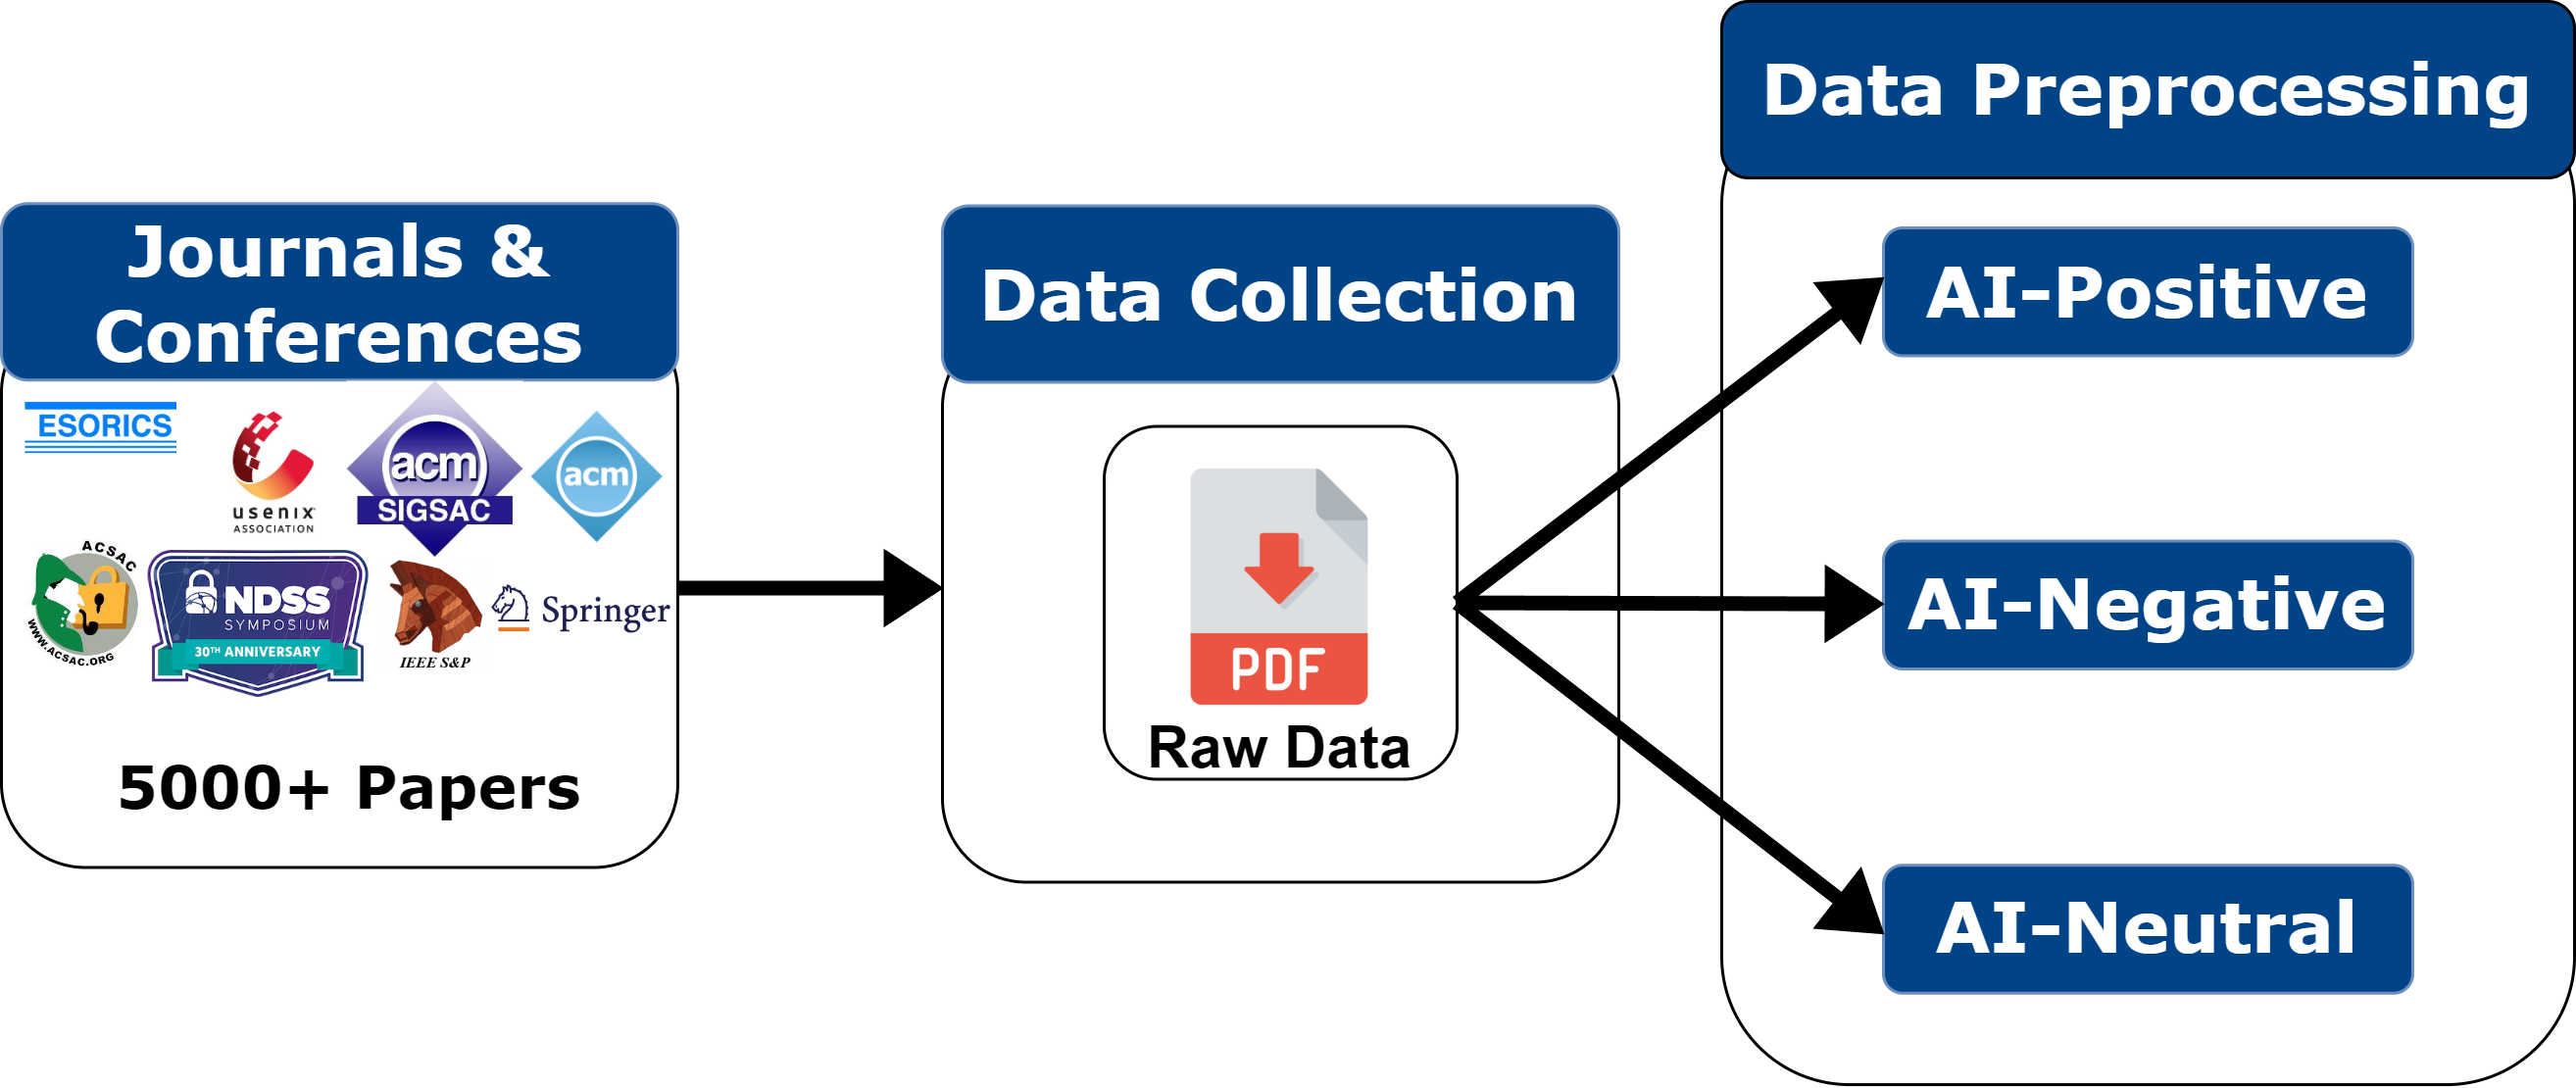 Journals &
Conferences
ESORICS
usenix
ASSOCIATION
acm
SIGSAC
acm
ACSAC
WWW.ACSAC.ORG
NDSS
SYMPOSIUM
30TH ANNIVERSARY
IEEE S&P
Springer
5000+ Papers
Data Collection
PDF
Raw Data
Data Preprocessing
AI-Positive
AI-Negative
AI-Neutral